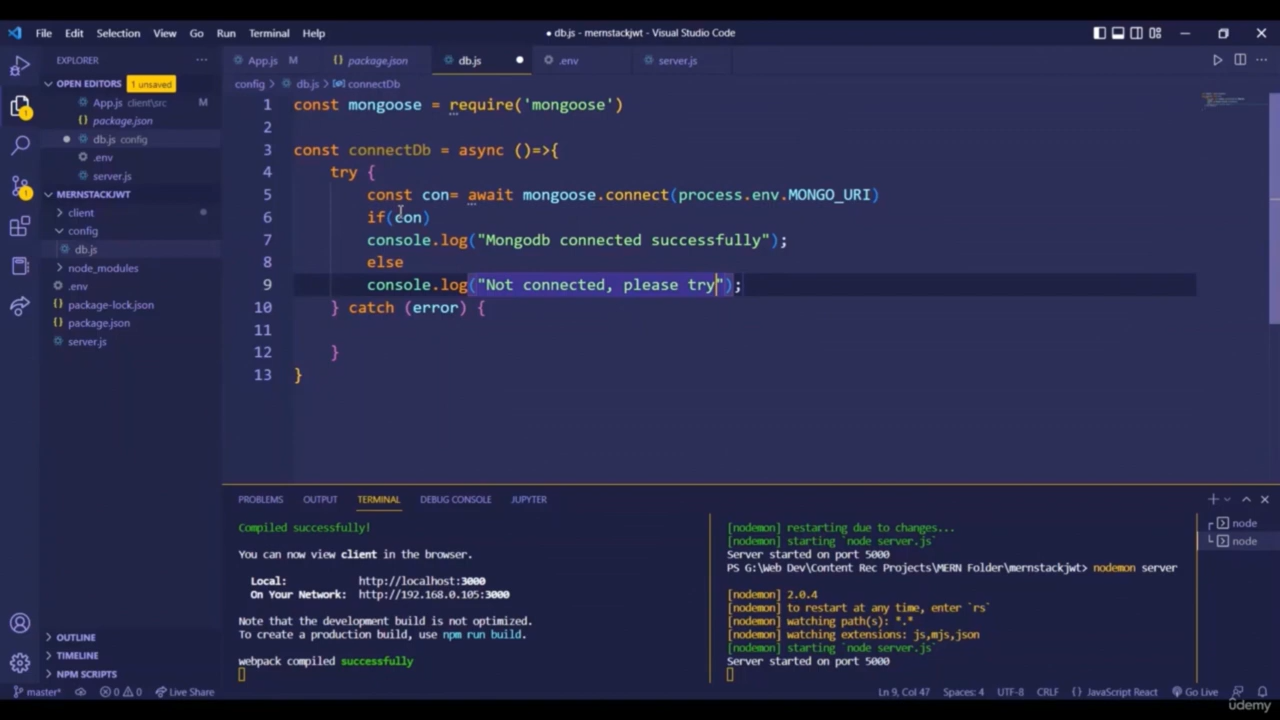 File Edit Selection View Go Run Terminal Help
● db.js - mernstackjwt - Visual Studio Code
EXPLORER ···
App.js M package.json db.js ● .env server.js
OPEN EDITORS 1 unsaved
config > db.js > connectDb
App.js client\src M
package.json
● db.js config
.env
server.js
MERNSTACKJWT
client
config
db.js
node_modules
.env
package-lock.json
package.json
server.js
1 const mongoose = require('mongoose')
2
3 const connectDb = async ()=>{
4 try {
5 const con= await mongoose.connect(process.env.MONGO_URI)
6 if(con)
7 console.log("Mongodb connected successfully");
8 else
9 console.log("Not connected, please try");
10 } catch (error) {
11
12 }
13 }
PROBLEMS OUTPUT TERMINAL DEBUG CONSOLE JUPYTER
Compiled successfully!
You can now view client in the browser.
Local: http://localhost:3000
On Your Network: http://192.168.0.105:3000
Note that the development build is not optimized.
To create a production build, use npm run build.
webpack compiled successfully
[nodemon] restarting due to changes...
[nodemon] starting `node server.js`
Server started on port 5000
PS G:\Web Dev\Content Rec Projects\MERN Folder\mernstackjwt> nodemon server
[nodemon] 2.0.4
[nodemon] to restart at any time, enter `rs`
[nodemon] watching path(s): *.*
[nodemon] watching extensions: js,mjs,json
[nodemon] starting `node server.js`
Server started on port 5000
node
node
OUTLINE
TIMELINE
NPM SCRIPTS
master* 0 0 Live Share Ln 9, Col 47 Spaces: 4 UTF-8 CRLF {} JavaScript React Go Live
udemy